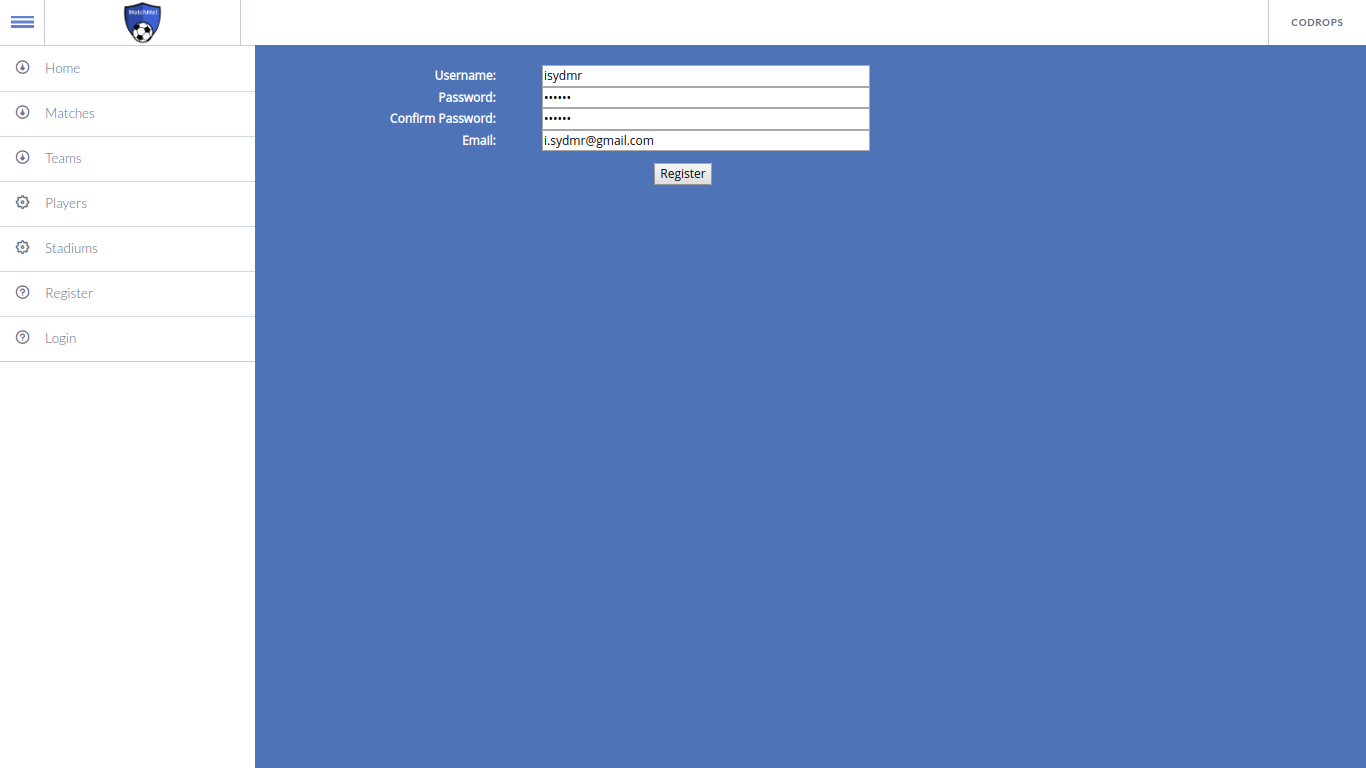 MatchMe!
CODROPS
Home
Matches
Teams
Players
Stadiums
Register
Login
Username: isydmr
Password: ••••••
Confirm Password: ••••••
Email: i.sydmr@gmail.com
Register